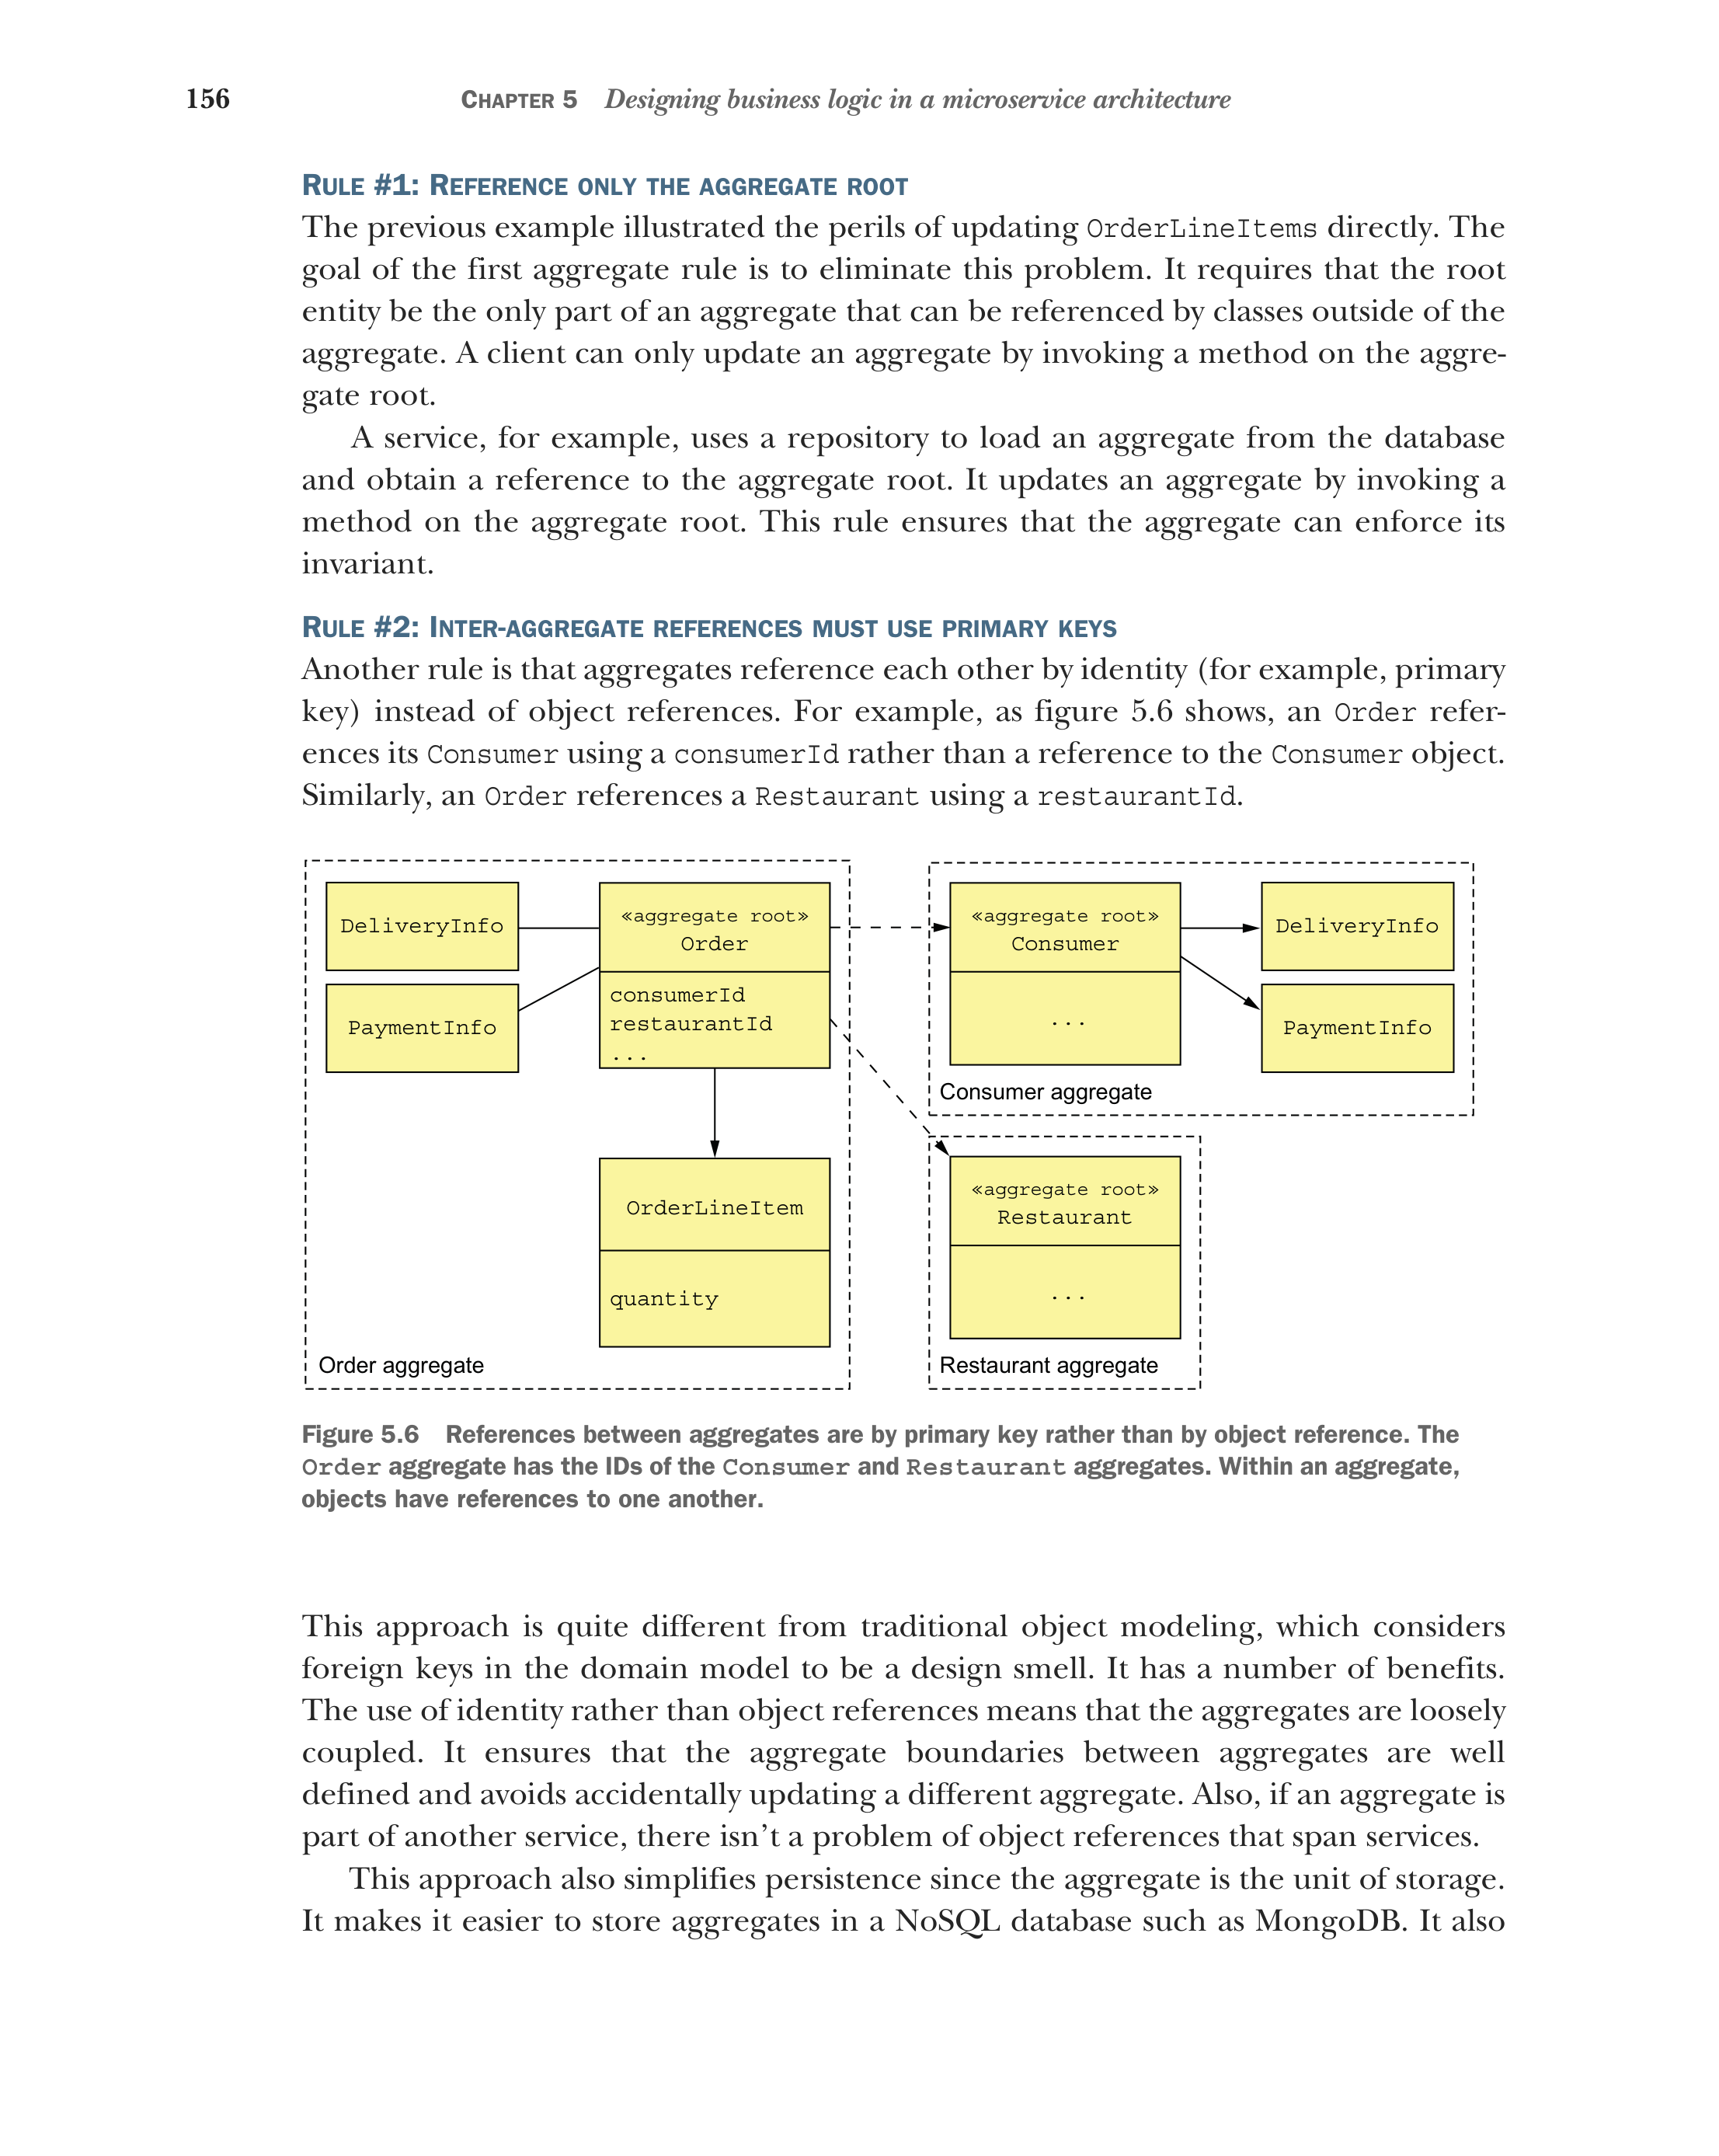 156 CHAPTER 5 Designing business logic in a microservice architecture
RULE #1: REFERENCE ONLY THE AGGREGATE ROOT
The previous example illustrated the perils of updating OrderLineItems directly. The
goal of the first aggregate rule is to eliminate this problem. It requires that the root
entity be the only part of an aggregate that can be referenced by classes outside of the
aggregate. A client can only update an aggregate by invoking a method on the aggre-
gate root.
A service, for example, uses a repository to load an aggregate from the database
and obtain a reference to the aggregate root. It updates an aggregate by invoking a
method on the aggregate root. This rule ensures that the aggregate can enforce its
invariant.
RULE #2: INTER-AGGREGATE REFERENCES MUST USE PRIMARY KEYS
Another rule is that aggregates reference each other by identity (for example, primary
key) instead of object references. For example, as figure 5.6 shows, an Order refer-
ences its Consumer using a consumerId rather than a reference to the Consumer object.
Similarly, an Order references a Restaurant using a restaurantId.
DeliveryInfo
PaymentInfo
«aggregate root»
Order
consumerId
restaurantId
...
OrderLineItem
quantity
Order aggregate
«aggregate root»
Consumer
...
DeliveryInfo
PaymentInfo
Consumer aggregate
«aggregate root»
Restaurant
...
Restaurant aggregate
Figure 5.6 References between aggregates are by primary key rather than by object reference. The
Order aggregate has the IDs of the Consumer and Restaurant aggregates. Within an aggregate,
objects have references to one another.
This approach is quite different from traditional object modeling, which considers
foreign keys in the domain model to be a design smell. It has a number of benefits.
The use of identity rather than object references means that the aggregates are loosely
coupled. It ensures that the aggregate boundaries between aggregates are well
defined and avoids accidentally updating a different aggregate. Also, if an aggregate is
part of another service, there isn’t a problem of object references that span services.
This approach also simplifies persistence since the aggregate is the unit of storage.
It makes it easier to store aggregates in a NoSQL database such as MongoDB. It also